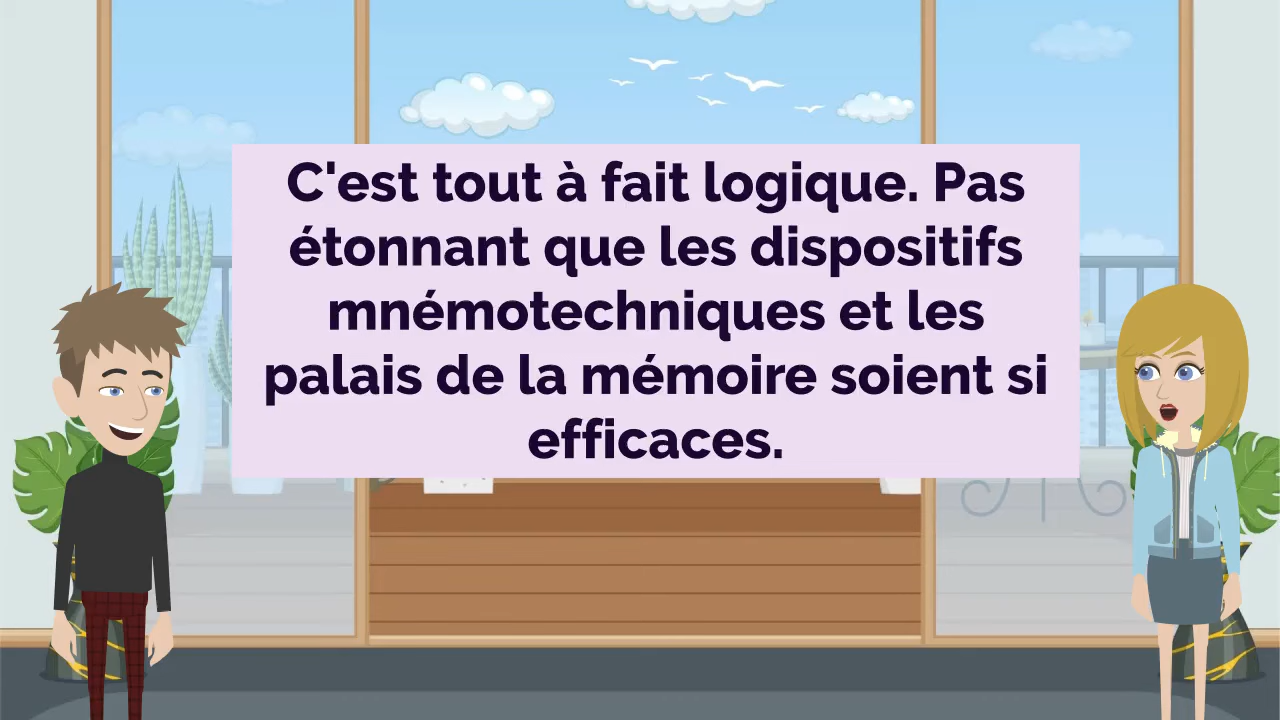 C'est tout à fait logique. Pas
étonnant que les dispositifs
mnémotechniques et les
palais de la mémoire soient si
efficaces.